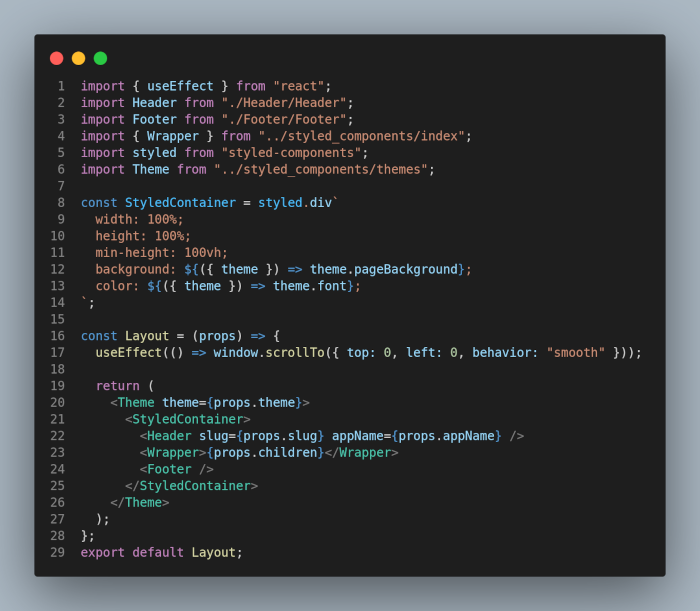 1 import { useEffect } from "react";
2 import Header from "./Header/Header";
3 import Footer from "./Footer/Footer";
4 import { Wrapper } from "../styled_components/index";
5 import styled from "styled-components";
6 import Theme from "../styled_components/themes";
7
8 const StyledContainer = styled.div`
9   width: 100%;
10   height: 100%;
11   min-height: 100vh;
12   background: ${({ theme }) => theme.pageBackground};
13   color: ${({ theme }) => theme.font};
14 `;
15
16 const Layout = (props) => {
17   useEffect(() => window.scrollTo({ top: 0, left: 0, behavior: "smooth" }));
18
19   return (
20     <Theme theme={props.theme}>
21       <StyledContainer>
22         <Header slug={props.slug} appName={props.appName} />
23         <Wrapper>{props.children}</Wrapper>
24         <Footer />
25       </StyledContainer>
26     </Theme>
27   );
28 };
29 export default Layout;